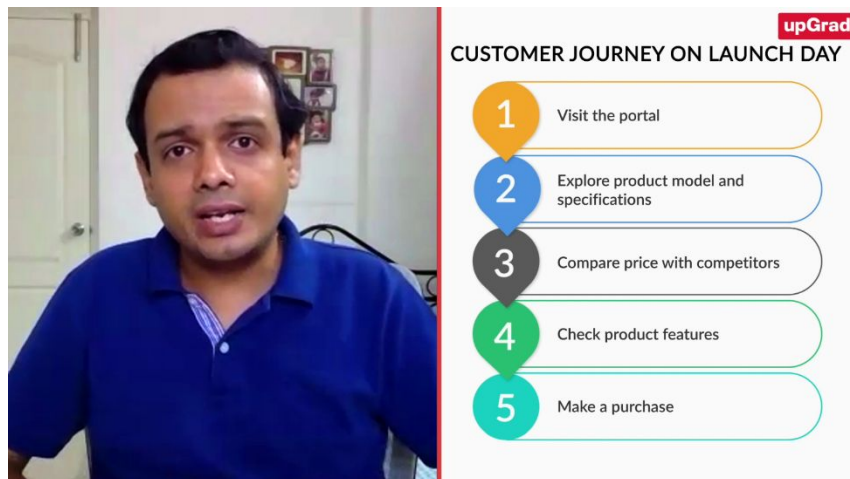 upGrad
CUSTOMER JOURNEY ON LAUNCH DAY
1
Visit the portal
2
Explore product model and
specifications
3
Compare price with competitors
4
Check product features
5
Make a purchase